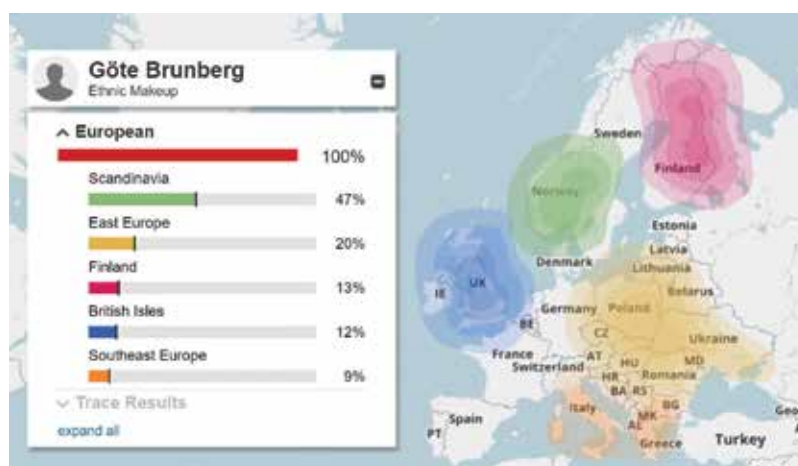 Göte Brunberg
Ethnic Makeup
European
100%
Scandinavia
47%
East Europe
20%
Finland
13%
British Isles
12%
Southeast Europe
9%
Trace Results
expand all
Sweden
Finland
Norway
Estonia
Latvia
Denmark
Lithuania
IE
UK
Belarus
Germany
Poland
BE
CZ
Ukraine
France
Switzerland
AT
HU
MD
HR
Romania
BA
RS
Italy
BG
Spain
MK
PT
AL
Greece
Turkey
Geo